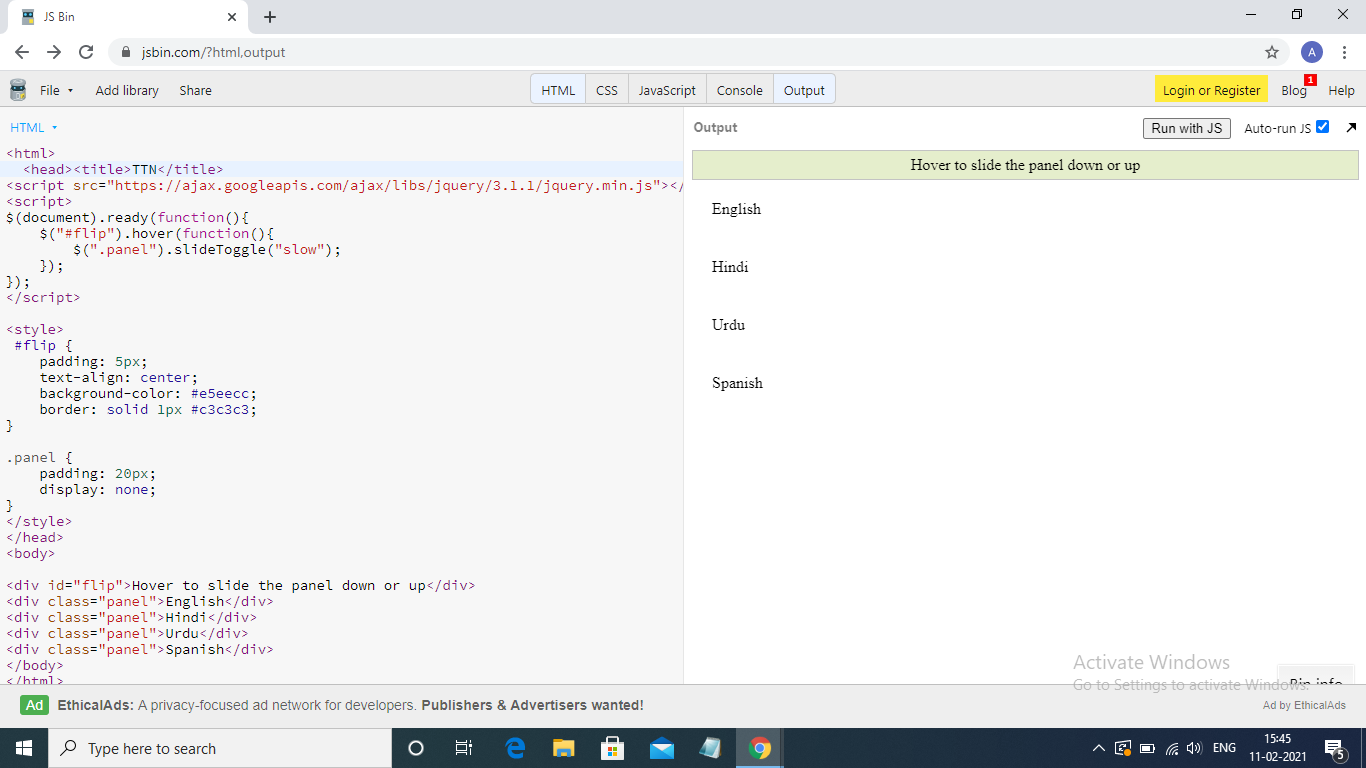 JS Bin
jsbin.com/?html,output
A
File Add library Share HTML CSS JavaScript Console Output Login or Register Blog 1 Help
HTML
<html>
<head><title>TTN</title>
<script src="https://ajax.googleapis.com/ajax/libs/jquery/3.1.1/jquery.min.js"></
<script>
$(document).ready(function(){
$("#flip").hover(function(){
$(".panel").slideToggle("slow");
});
});
</script>
<style>
#flip {
padding: 5px;
text-align: center;
background-color: #e5eecc;
border: solid 1px #c3c3c3;
}
.panel {
padding: 20px;
display: none;
}
</style>
</head>
<body>
<div id="flip">Hover to slide the panel down or up</div>
<div class="panel">English</div>
<div class="panel">Hindi</div>
<div class="panel">Urdu</div>
<div class="panel">Spanish</div>
</body>
</html>
Output Run with JS Auto-run JS
Hover to slide the panel down or up
English
Hindi
Urdu
Spanish
Activate Windows
Go to Settings to activate Windows.
Bin info
Ad EthicalAds: A privacy-focused ad network for developers. Publishers & Advertisers wanted! Ad by EthicalAds
Type here to search
ENG
15:45
11-02-2021
5